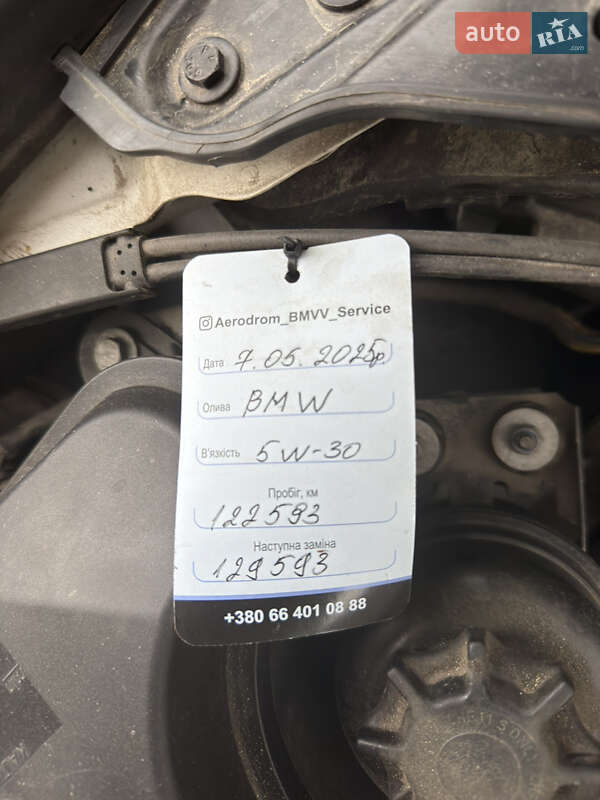 auto RIA.com
Aerodrom_BMVV_Service
Дата 7.05.2025р.
Олива BMW
В'язкість 5W-30
Пробіг, км
122593
Наступна заміна
129593
+380 66 401 08 88